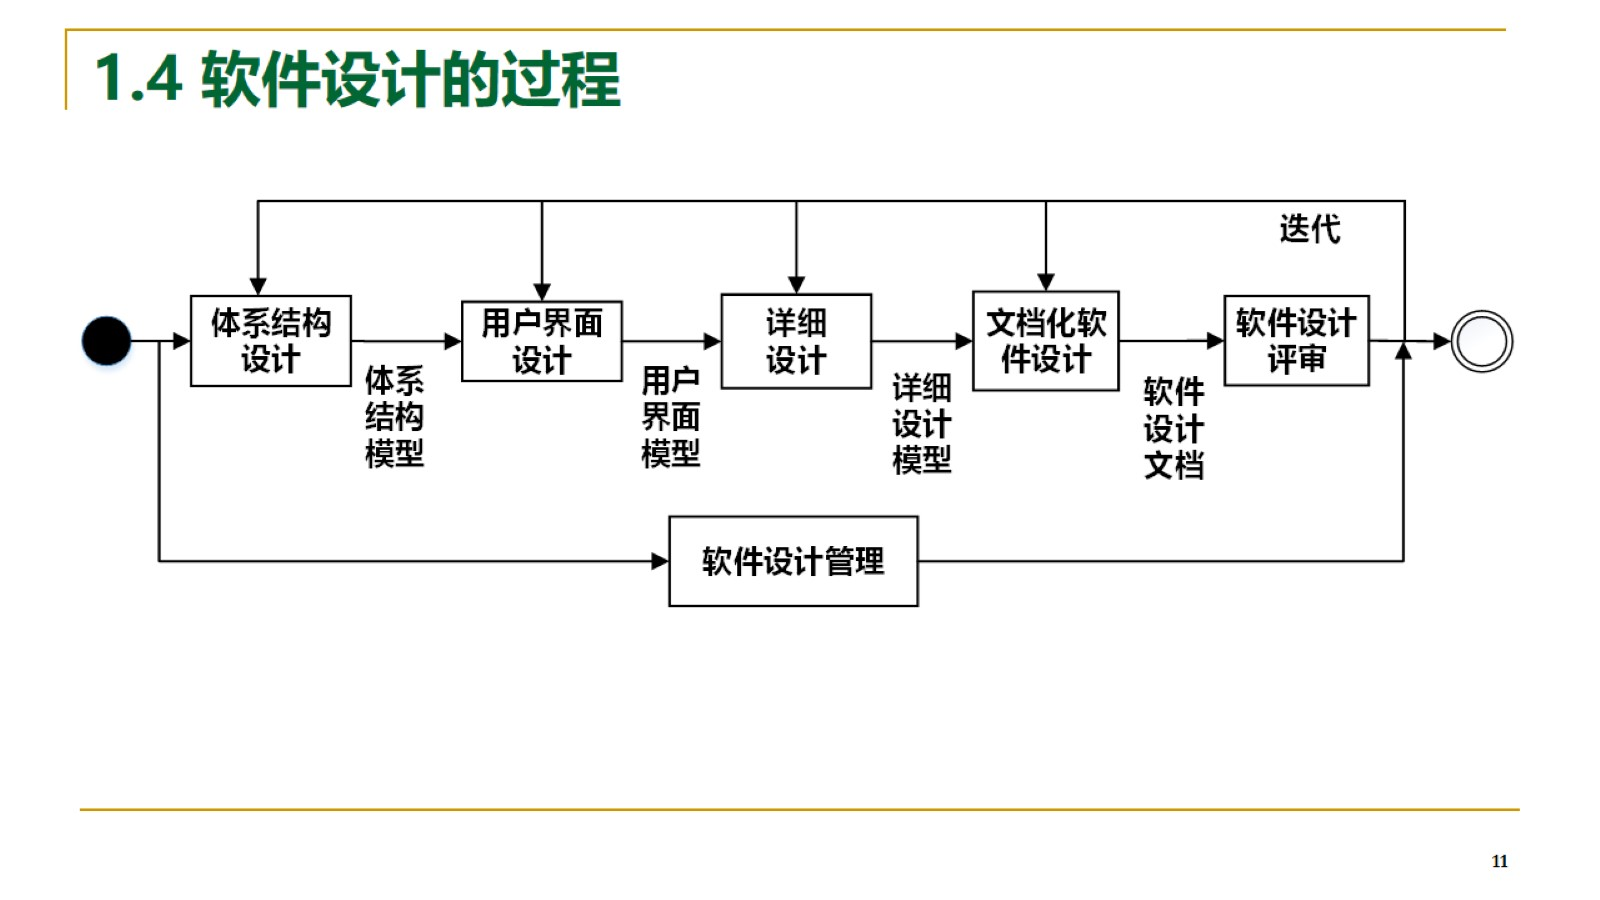 1.4 软件设计的过程
迭代
体系结构
设计
用户界面
设计
详细
设计
文档化软
件设计
软件设计
评审
体系
结构
模型
用户
界面
模型
详细
设计
模型
软件
设计
文档
软件设计管理
11